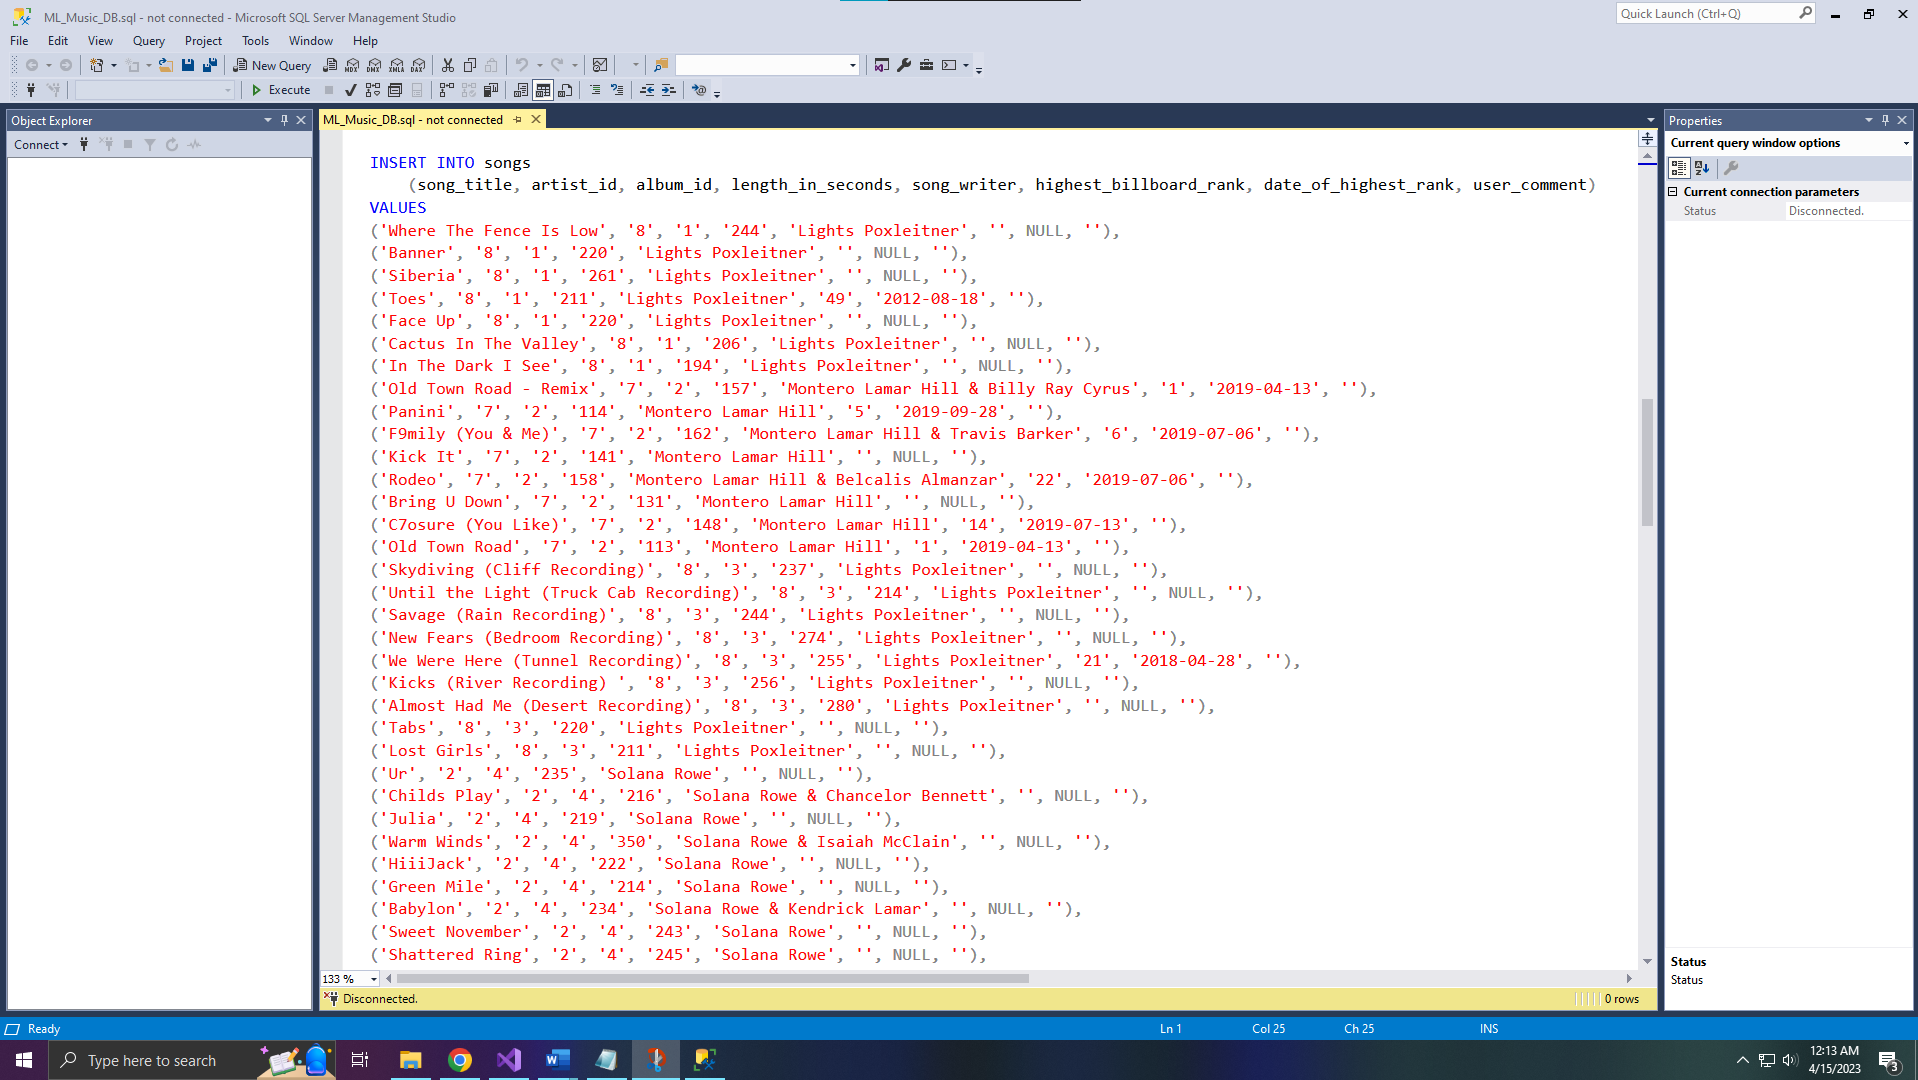 ML_Music_DB.sql - not connected - Microsoft SQL Server Management Studio
Quick Launch (Ctrl+Q)
File Edit View Query Project Tools Window Help
New Query
MDX DMX XMLA DAX
Execute
Object Explorer
Connect
ML_Music_DB.sql - not connected
INSERT INTO songs
(song_title, artist_id, album_id, length_in_seconds, song_writer, highest_billboard_rank, date_of_highest_rank, user_comment)
VALUES
('Where The Fence Is Low', '8', '1', '244', 'Lights Poxleitner', '', NULL, ''),
('Banner', '8', '1', '220', 'Lights Poxleitner', '', NULL, ''),
('Siberia', '8', '1', '261', 'Lights Poxleitner', '', NULL, ''),
('Toes', '8', '1', '211', 'Lights Poxleitner', '49', '2012-08-18', ''),
('Face Up', '8', '1', '220', 'Lights Poxleitner', '', NULL, ''),
('Cactus In The Valley', '8', '1', '206', 'Lights Poxleitner', '', NULL, ''),
('In The Dark I See', '8', '1', '194', 'Lights Poxleitner', '', NULL, ''),
('Old Town Road - Remix', '7', '2', '157', 'Montero Lamar Hill & Billy Ray Cyrus', '1', '2019-04-13', ''),
('Panini', '7', '2', '114', 'Montero Lamar Hill', '5', '2019-09-28', ''),
('F9mily (You & Me)', '7', '2', '162', 'Montero Lamar Hill & Travis Barker', '6', '2019-07-06', ''),
('Kick It', '7', '2', '141', 'Montero Lamar Hill', '', NULL, ''),
('Rodeo', '7', '2', '158', 'Montero Lamar Hill & Belcalis Almanzar', '22', '2019-07-06', ''),
('Bring U Down', '7', '2', '131', 'Montero Lamar Hill', '', NULL, ''),
('C7osure (You Like)', '7', '2', '148', 'Montero Lamar Hill', '14', '2019-07-13', ''),
('Old Town Road', '7', '2', '113', 'Montero Lamar Hill', '1', '2019-04-13', ''),
('Skydiving (Cliff Recording)', '8', '3', '237', 'Lights Poxleitner', '', NULL, ''),
('Until the Light (Truck Cab Recording)', '8', '3', '214', 'Lights Poxleitner', '', NULL, ''),
('Savage (Rain Recording)', '8', '3', '244', 'Lights Poxleitner', '', NULL, ''),
('New Fears (Bedroom Recording)', '8', '3', '274', 'Lights Poxleitner', '', NULL, ''),
('We Were Here (Tunnel Recording)', '8', '3', '255', 'Lights Poxleitner', '21', '2018-04-28', ''),
('Kicks (River Recording) ', '8', '3', '256', 'Lights Poxleitner', '', NULL, ''),
('Almost Had Me (Desert Recording)', '8', '3', '280', 'Lights Poxleitner', '', NULL, ''),
('Tabs', '8', '3', '220', 'Lights Poxleitner', '', NULL, ''),
('Lost Girls', '8', '3', '211', 'Lights Poxleitner', '', NULL, ''),
('Ur', '2', '4', '235', 'Solana Rowe', '', NULL, ''),
('Childs Play', '2', '4', '216', 'Solana Rowe & Chancelor Bennett', '', NULL, ''),
('Julia', '2', '4', '219', 'Solana Rowe', '', NULL, ''),
('Warm Winds', '2', '4', '350', 'Solana Rowe & Isaiah McClain', '', NULL, ''),
('HiiiJack', '2', '4', '222', 'Solana Rowe', '', NULL, ''),
('Green Mile', '2', '4', '214', 'Solana Rowe', '', NULL, ''),
('Babylon', '2', '4', '234', 'Solana Rowe & Kendrick Lamar', '', NULL, ''),
('Sweet November', '2', '4', '243', 'Solana Rowe', '', NULL, ''),
('Shattered Ring', '2', '4', '245', 'Solana Rowe', '', NULL, ''),
133 %
Disconnected.
0 rows
Properties
Current query window options
Current connection parameters
Status Disconnected.
Status
Status
Ready
Ln 1 Col 25 Ch 25 INS
Type here to search
12:13 AM
4/15/2023
3